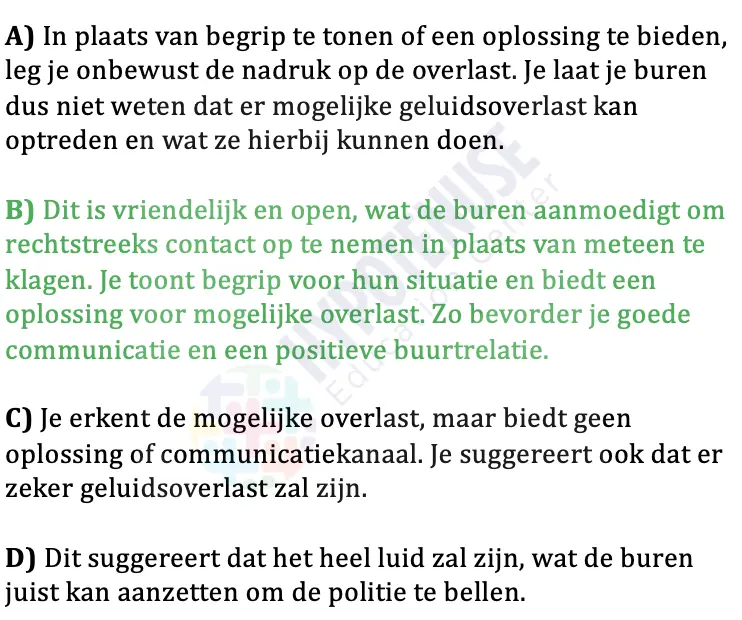 A) In plaats van begrip te tonen of een oplossing te bieden,
leg je onbewust de nadruk op de overlast. Je laat je buren
dus niet weten dat er mogelijke geluidsoverlast kan
optreden en wat ze hierbij kunnen doen.
B) Dit is vriendelijk en open, wat de buren aanmoedigt om
rechtstreeks contact op te nemen in plaats van meteen te
klagen. Je toont begrip voor hun situatie en biedt een
oplossing voor mogelijke overlast. Zo bevorder je goede
communicatie en een positieve buurtrelatie.
C) Je erkent de mogelijke overlast, maar biedt geen
oplossing of communicatiekanaal. Je suggereert ook dat er
zeker geluidsoverlast zal zijn.
D) Dit suggereert dat het heel luid zal zijn, wat de buren
juist kan aanzetten om de politie te bellen.
HYPOTENUSE
Education Center